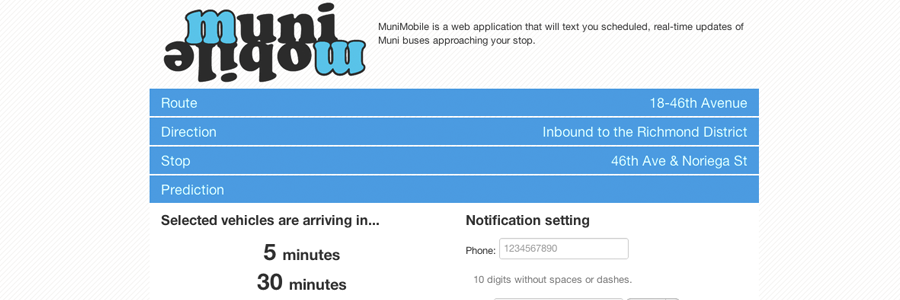 muni
mobile
MuniMobile is a web application that will text you scheduled, real-time updates of
Muni buses approaching your stop.
Route 18-46th Avenue
Direction Inbound to the Richmond District
Stop 46th Ave & Noriega St
Prediction
Selected vehicles are arriving in...
5 minutes
30 minutes
Notification setting
Phone: 1234567890
10 digits without spaces or dashes.